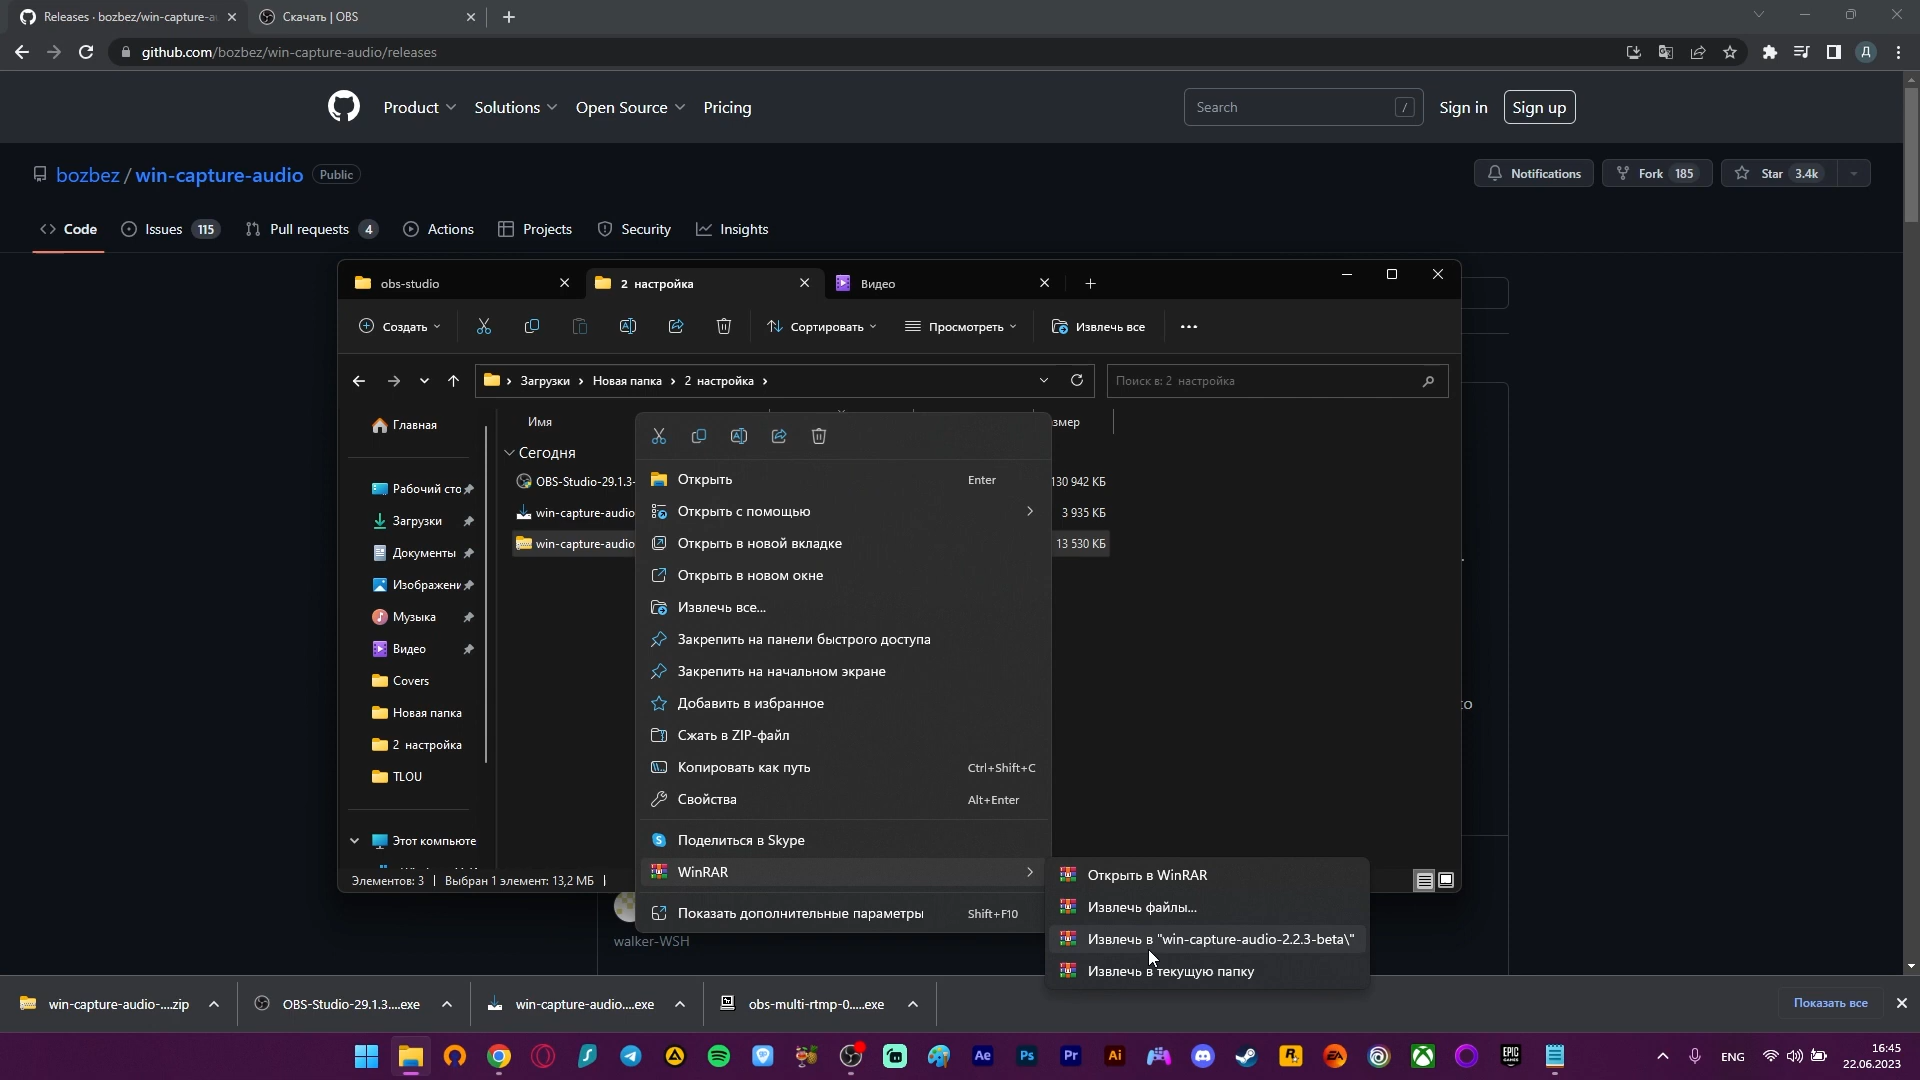 Releases · bozbez/win-capture-a
Скачать | OBS
github.com/bozbez/win-capture-audio/releases
Д
Product
Solutions
Open Source
Pricing
Search
/
Sign in
Sign up
bozbez / win-capture-audio
Public
Notifications
Fork 185
Star 3.4k
Code
Issues 115
Pull requests 4
Actions
Projects
Security
Insights
obs-studio
2 настройка
Видео
Создать
Сортировать
Просмотреть
Извлечь все
Загрузки › Новая папка › 2 настройка ›
Поиск в: 2 настройка
Главная
Рабочий сто
Загрузки
Документы
Изображени
Музыка
Видео
Covers
Новая папка
2 настройка
TLOU
Этот компьюте
Имя
змер
Сегодня
OBS-Studio-29.1.3-
130 942 КБ
win-capture-audio
3 935 КБ
win-capture-audio
13 530 КБ
Открыть Enter
Открыть с помощью
Открыть в новой вкладке
Открыть в новом окне
Извлечь все...
Закрепить на панели быстрого доступа
Закрепить на начальном экране
Добавить в избранное
Сжать в ZIP-файл
Копировать как путь Ctrl+Shift+C
Свойства Alt+Enter
Поделиться в Skype
WinRAR
Показать дополнительные параметры Shift+F10
Открыть в WinRAR
Извлечь файлы...
Извлечь в "win-capture-audio-2.2.3-beta\"
Извлечь в текущую папку
Элементов: 3
Выбран 1 элемент: 13,2 МБ
walker-WSH
win-capture-audio-....zip
OBS-Studio-29.1.3....exe
win-capture-audio....exe
obs-multi-rtmp-0.....exe
Показать все
Ae
Ps
Pr
Ai
EA
EPIC
GAMES
ENG
16:45
22.06.2023